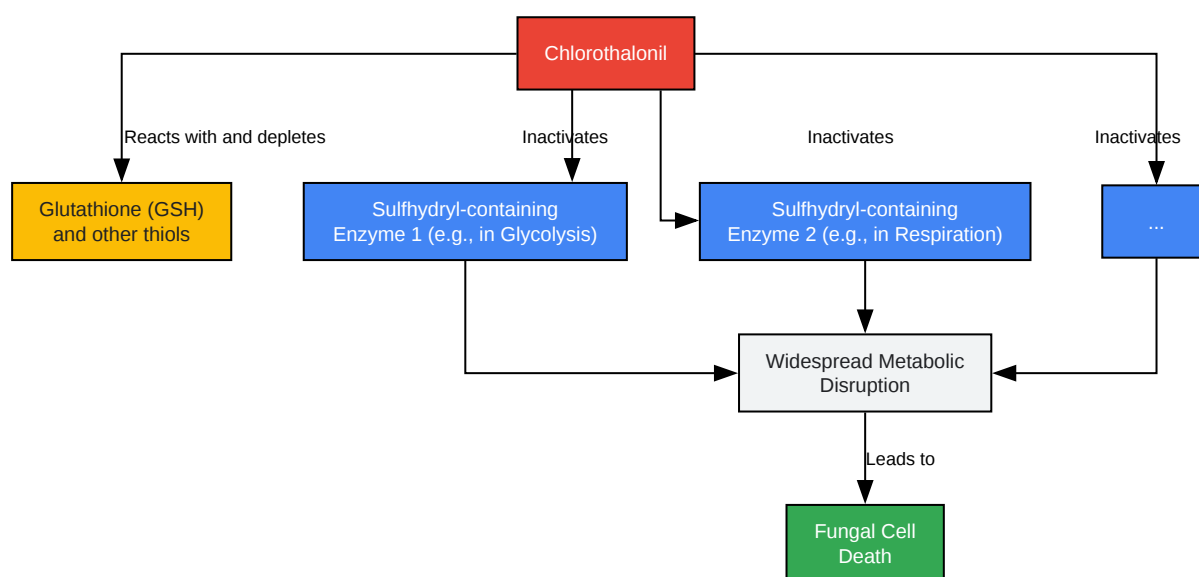 Chlorothalonil
Reacts with and depletes
Inactivates
Inactivates
Inactivates
Glutathione (GSH)
and other thiols
Sulfhydryl-containing
Enzyme 1 (e.g., in Glycolysis)
Sulfhydryl-containing
Enzyme 2 (e.g., in Respiration)
...
Widespread Metabolic
Disruption
Leads to
Fungal Cell
Death